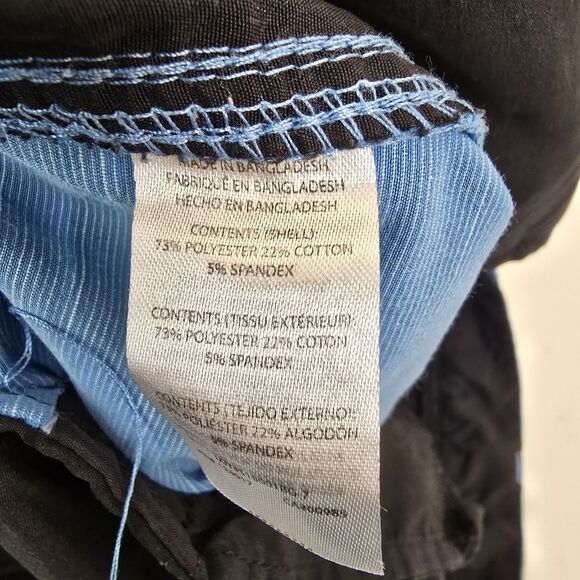 MADE IN BANGLADESH
FABRIQUE EN BANGLADESH
HECHO EN BANGLADESH
CONTENTS (SHELL):
73% POLYESTER 22% COTTON
5% SPANDEX
CONTENTS (TISSU EXTÉRIEUR):
73% POLYESTER 22% COTON
5% SPANDEX
CONTENTS (TEJIDO EXTERNO):
POLYESTER 22% ALGODÓN
5% SPANDEX